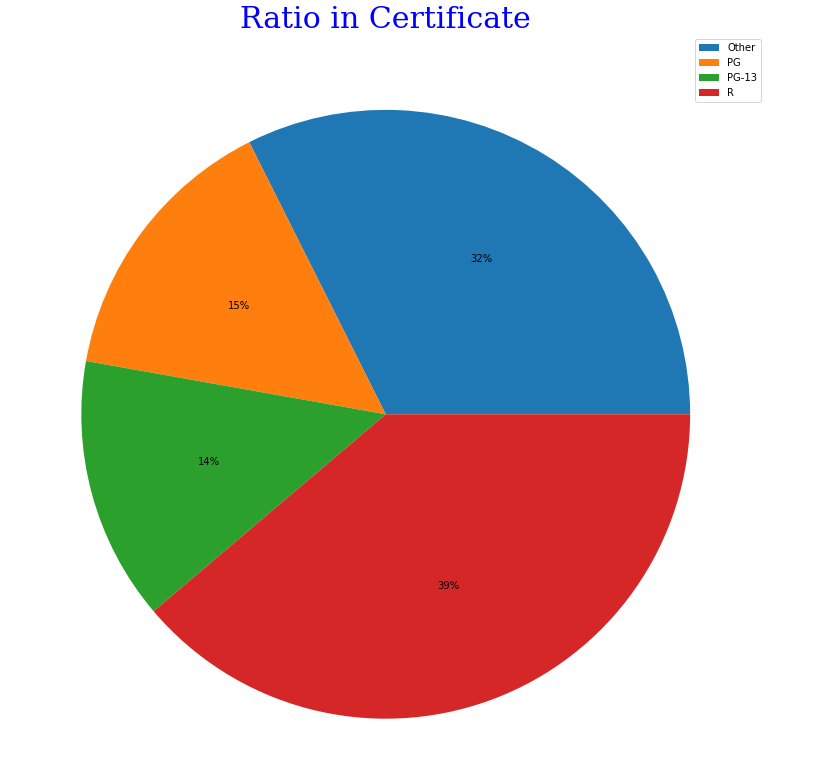 Ratio in Certificate
Other
PG
PG-13
R
32%
15%
14%
39%